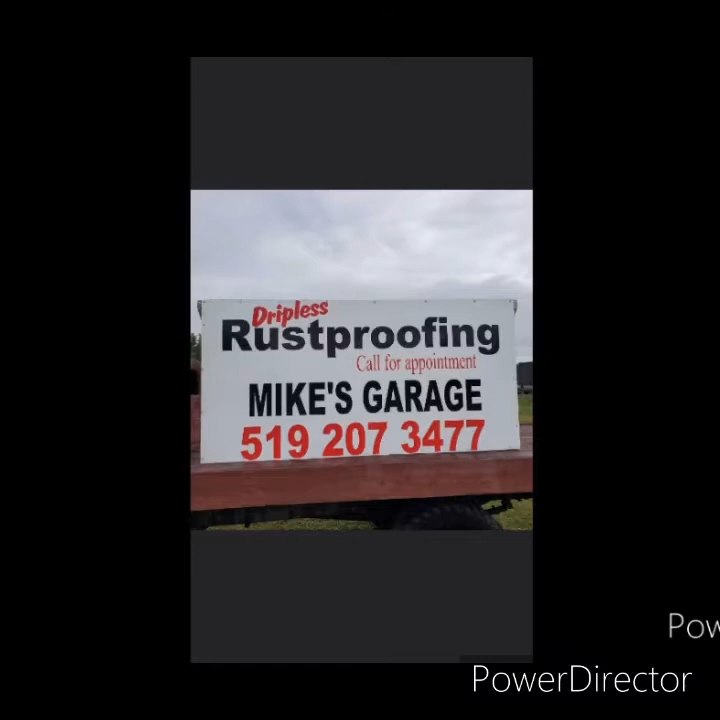 Dripless
Rustproofing
Call for appointment
MIKE'S GARAGE
519 207 3477
Pow
PowerDirector